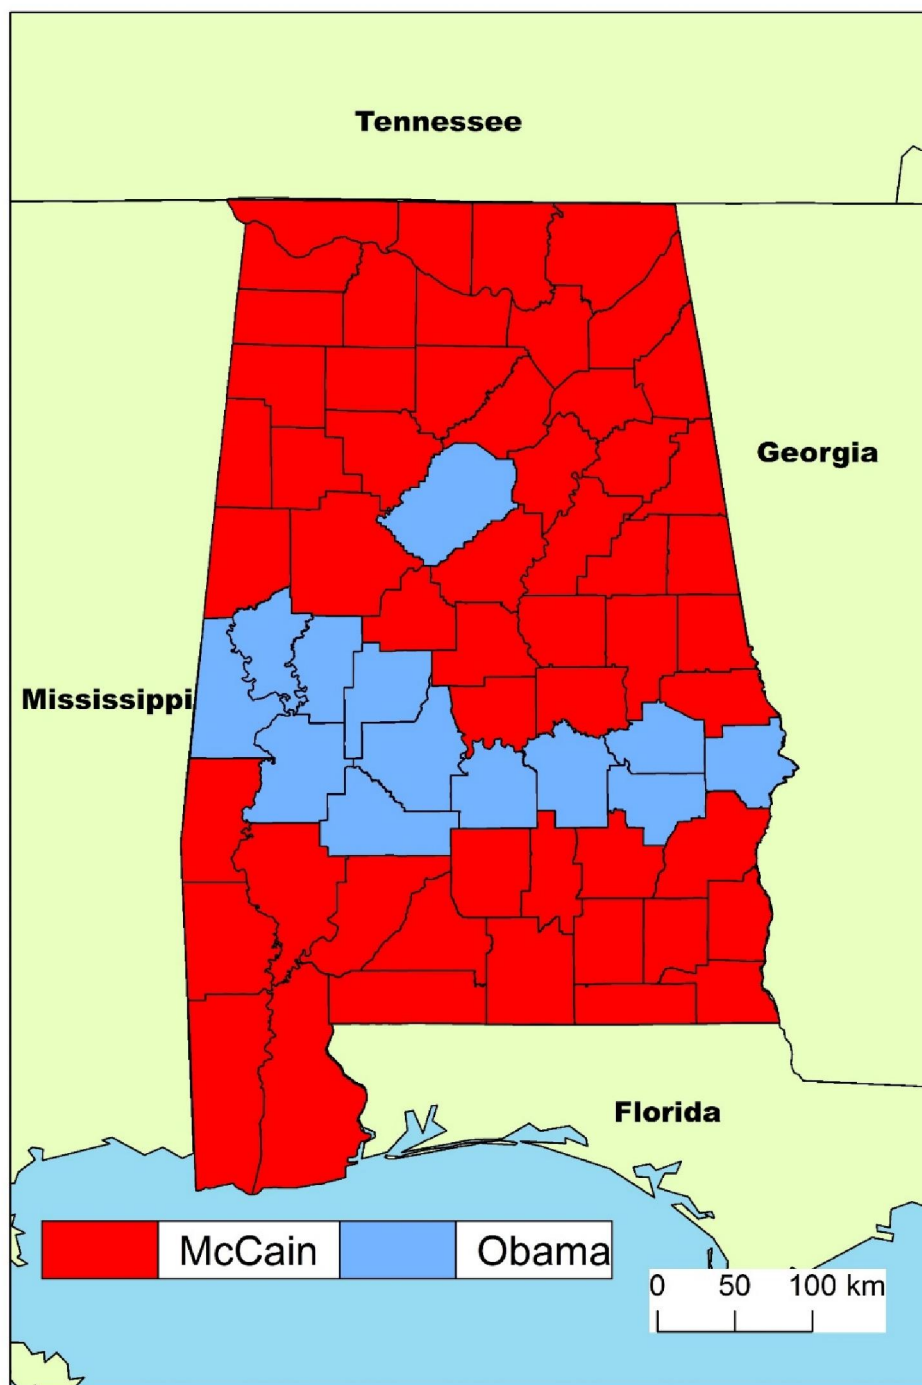 Tennessee
Georgia
Mississippi
Florida
McCain Obama
0 50 100 km